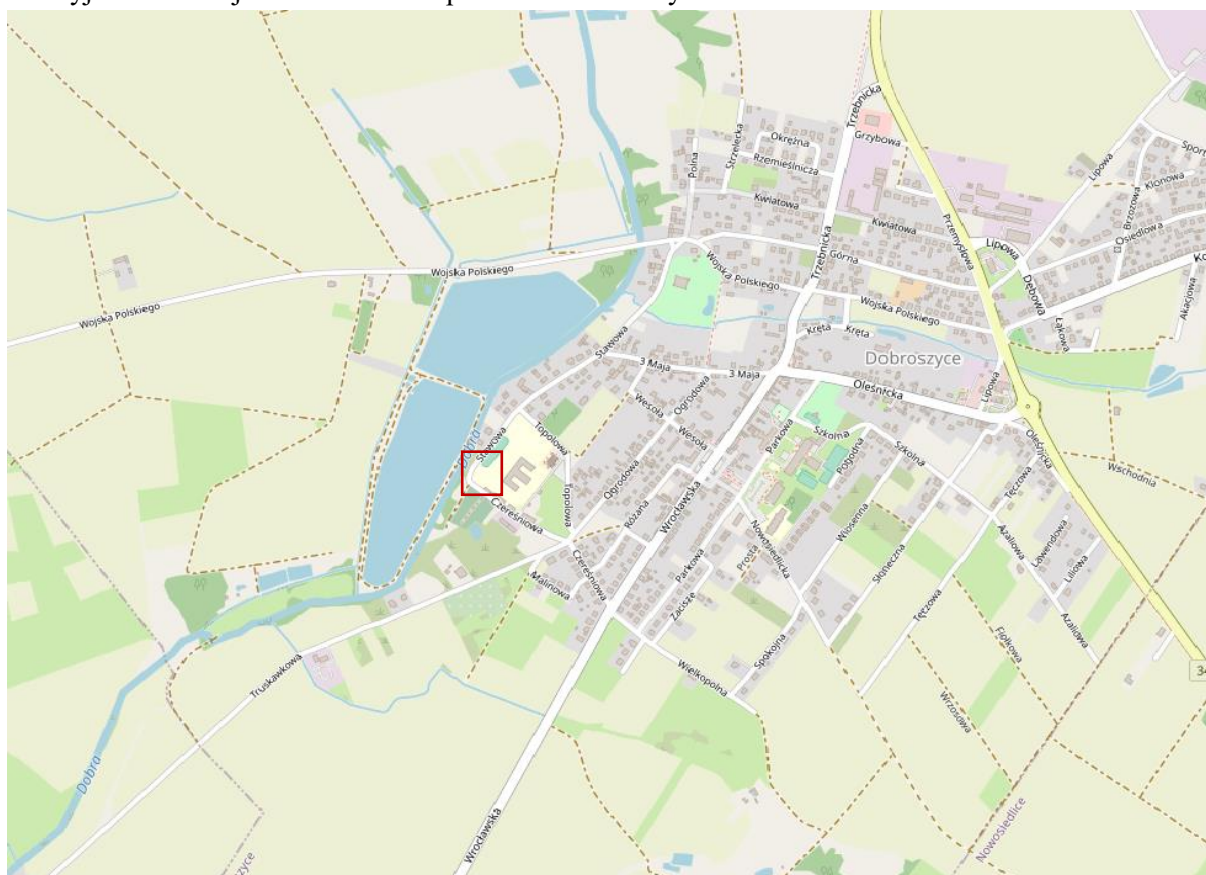 Trzebnicka
Okrężna
Grzybowa
Strzelecka
Polna
Rzemieślnicza
Lipowa
Klonowa
Brzozowa
Kwiatowa
Kwiatowa
Osiedlowa
Przemysłowa
Lipowa
Trzebnicka
Górna
Wojska Polskiego
Wojska Polskiego
Dębowa
Akacjowa
Wojska Polskiego
Wojska Polskiego
Łąkowa
Kręta
Kręta
Stawowa
3 Maja
3 Maja
Dobroszyce
Oleśnicka
Lipowa
Ogrodowa
Wesoła
Wesoła
Parkowa
Szkolna
Szkolna
Oleśnicka
Topolowa
Stawowa
Dobra
Pogodna
Wschodnia
Tęczowa
Ogrodowa
Topolowa
Czereśniowa
Różana
Wrocławska
Nowosiedlicka
Wiosenna
Azaliowa
Lawendowa
Liliowa
Prosta
Słoneczna
Czereśniowa
Malinowa
Parkowa
Zacisze
Tęczowa
Azaliowa
Fiołkowa
Spokojna
Wielkopolna
Truskawkowa
Wrzosowa
34
Dobra
Wrocławska
Nowosiedlice